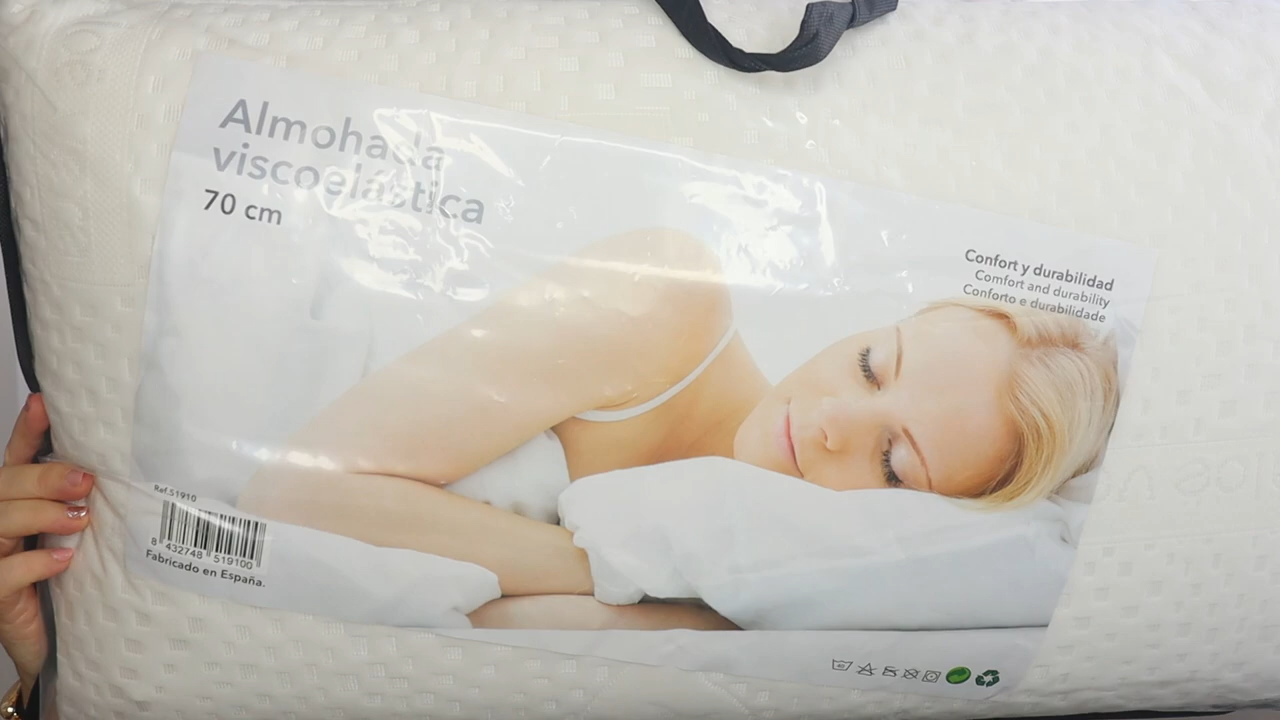 Almohada
viscoelástica
70 cm
Confort y durabilidad
Comfort and durability
Conforto e durabilidade
Ref.51910
8 432748 519100
Fabricado en España.